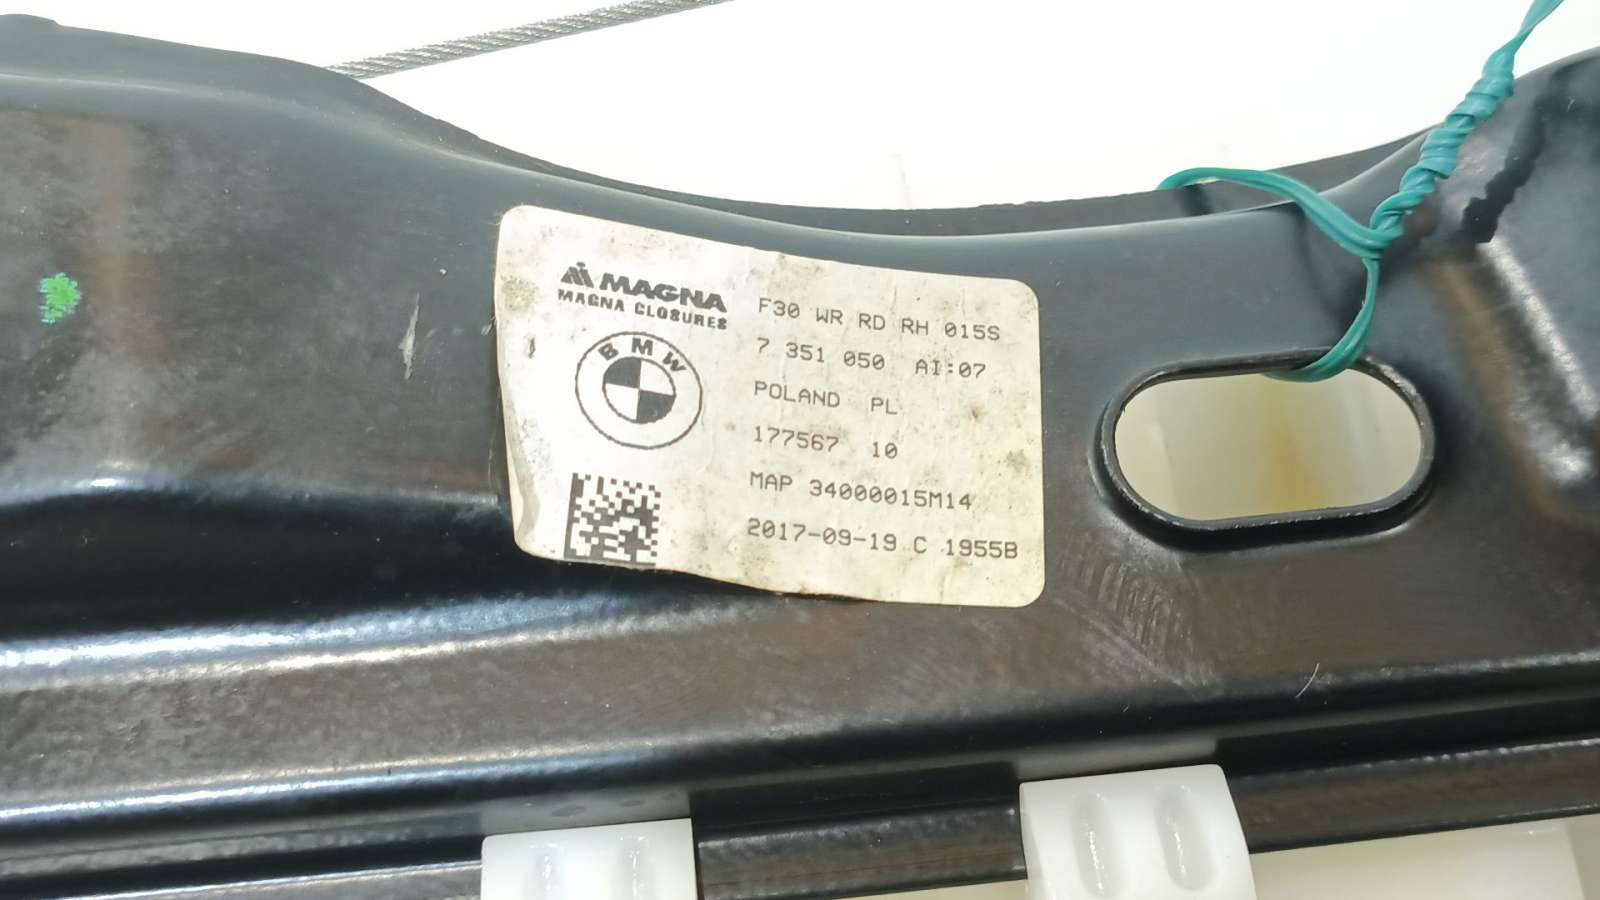 MAGNA
MAGNA CLOSURES
BMW
F30 WR RD RH 015S
7 351 050 AI:07
POLAND PL
177567 10
MAP 34000015M14
2017-09-19 C 1955B